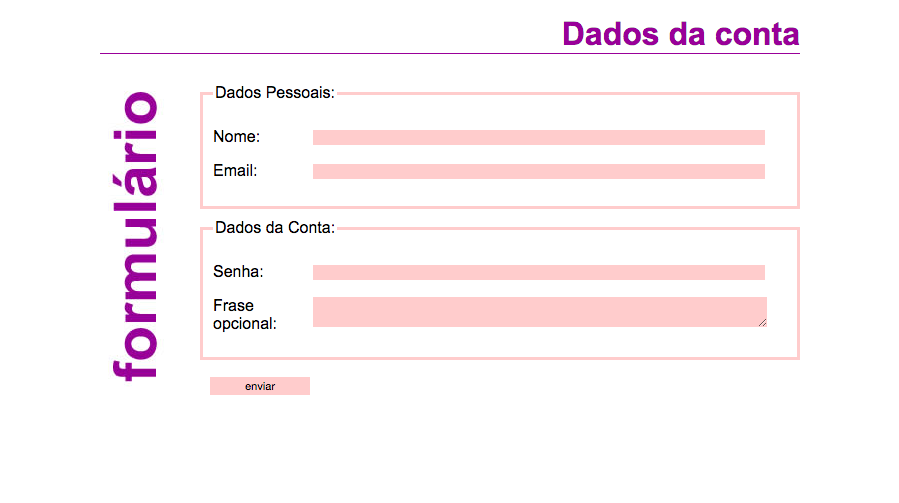 Dados da conta
formulário
Dados Pessoais:
Nome:
Email:
Dados da Conta:
Senha:
Frase
opcional:
enviar